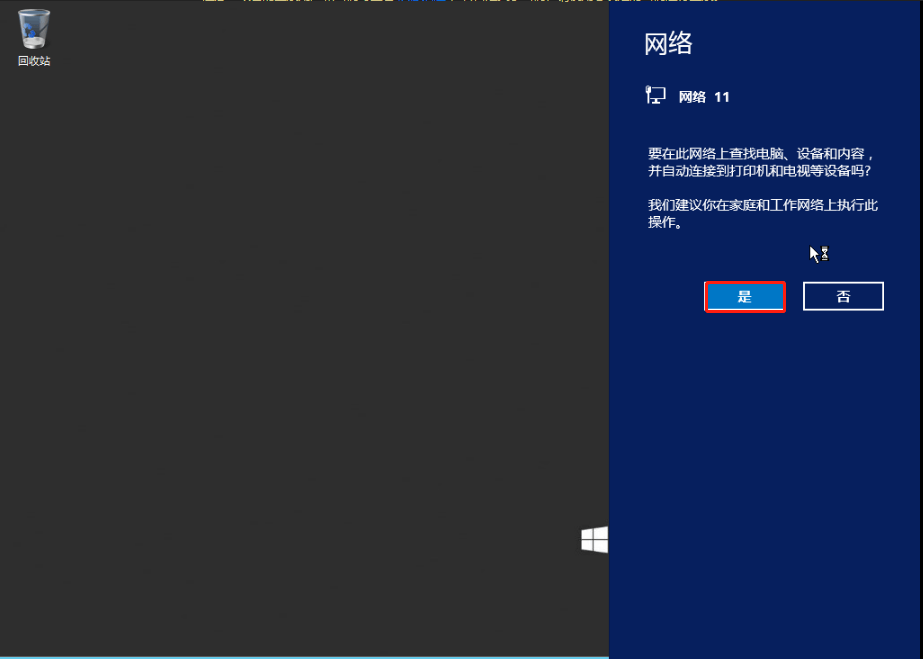 回收站
网络
网络 11
要在此网络上查找电脑、设备和内容，
并自动连接到打印机和电视等设备吗?
我们建议你在家庭和工作网络上执行此
操作。
是
否